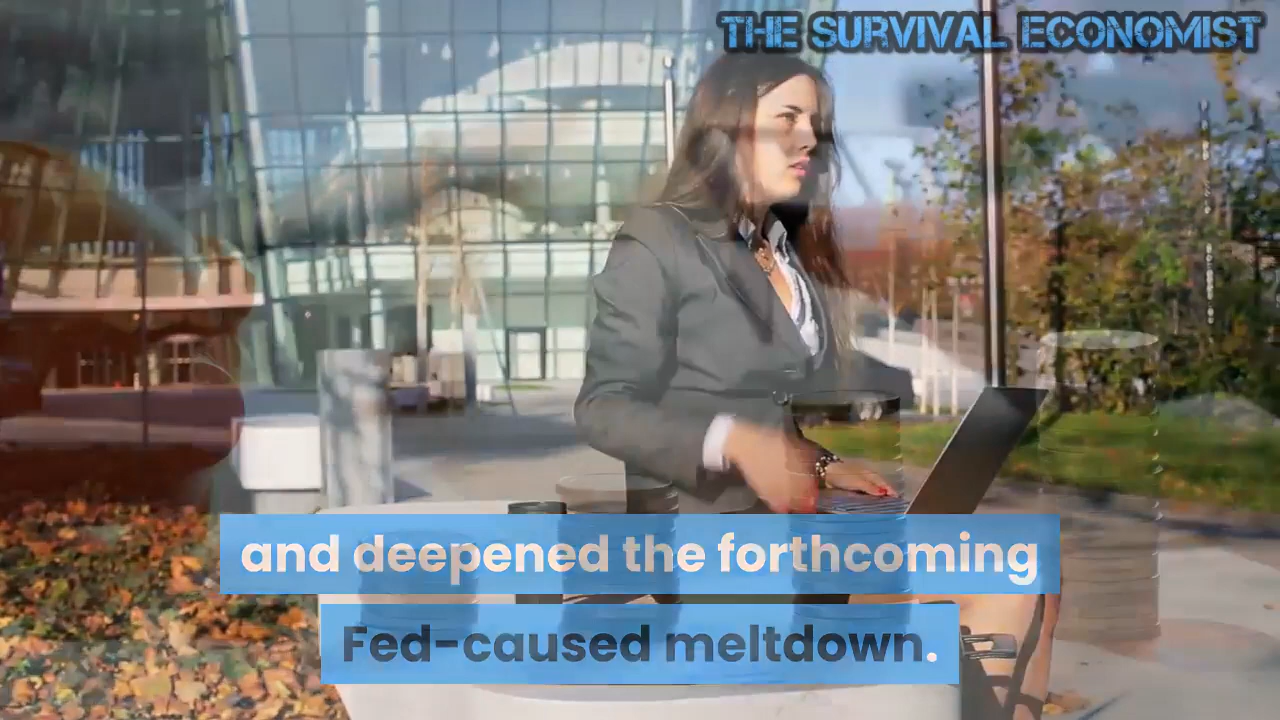 THE SURVIVAL ECONOMIST
and deepened the forthcoming
Fed-caused meltdown.